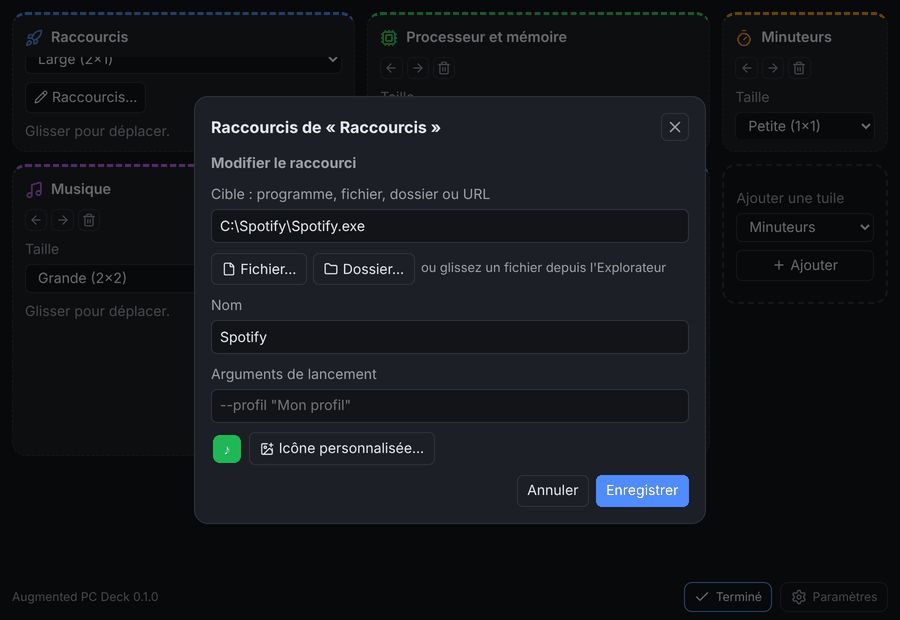 Raccourcis
Large (2×1)
Raccourcis...
Glisser pour déplacer.
Processeur et mémoire
Taille
Minuteurs
Taille
Petite (1×1)
Musique
Taille
Grande (2×2)
Glisser pour déplacer.
Ajouter une tuile
Minuteurs
+ Ajouter
Raccourcis de « Raccourcis »
Modifier le raccourci
Cible : programme, fichier, dossier ou URL
C:\Spotify\Spotify.exe
Fichier...
Dossier...
ou glissez un fichier depuis l'Explorateur
Nom
Spotify
Arguments de lancement
--profil "Mon profil"
Icône personnalisée...
Annuler
Enregistrer
Augmented PC Deck 0.1.0
Terminé
Paramètres